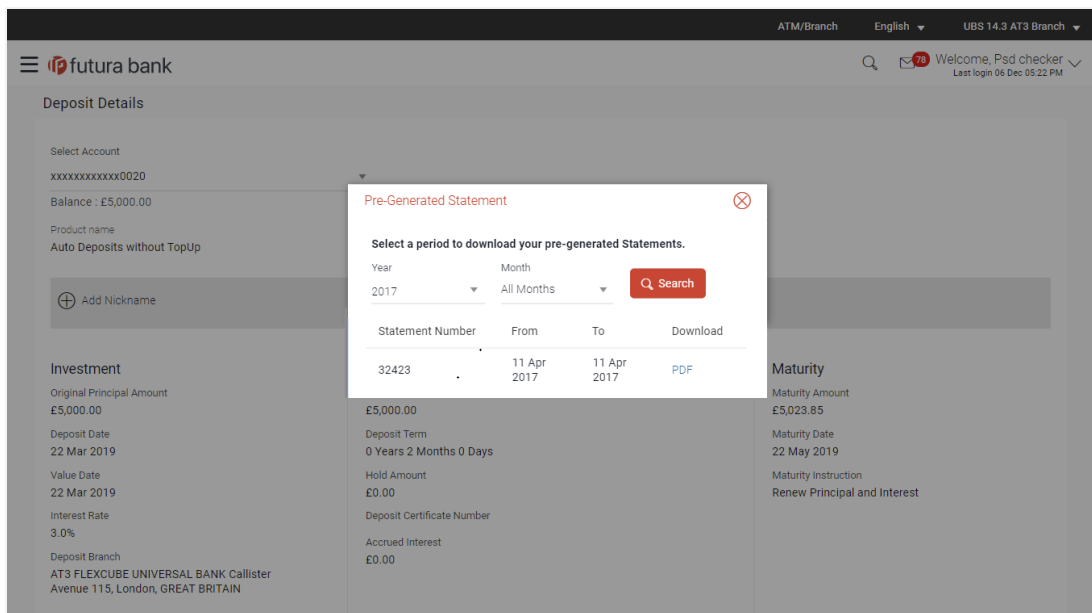 ATM/Branch English UBS 14.3 AT3 Branch
futura bank
78
Welcome, Psd checker
Last login 06 Dec 05:22 PM
Deposit Details
Select Account
xxxxxxxxxxxx0020
Balance : £5,000.00
Product name
Auto Deposits without TopUp
Add Nickname
Pre-Generated Statement
Select a period to download your pre-generated Statements.
Year Month
2017 All Months Search
Statement Number From To Download
32423 11 Apr 2017 11 Apr 2017 PDF
Investment
Original Principal Amount
£5,000.00
Deposit Date
22 Mar 2019
Value Date
22 Mar 2019
Interest Rate
3.0%
Deposit Branch
AT3 FLEXCUBE UNIVERSAL BANK Callister
Avenue 115, London, GREAT BRITAIN
£5,000.00
Deposit Term
0 Years 2 Months 0 Days
Hold Amount
£0.00
Deposit Certificate Number
Accrued Interest
£0.00
Maturity
Maturity Amount
£5,023.85
Maturity Date
22 May 2019
Maturity Instruction
Renew Principal and Interest